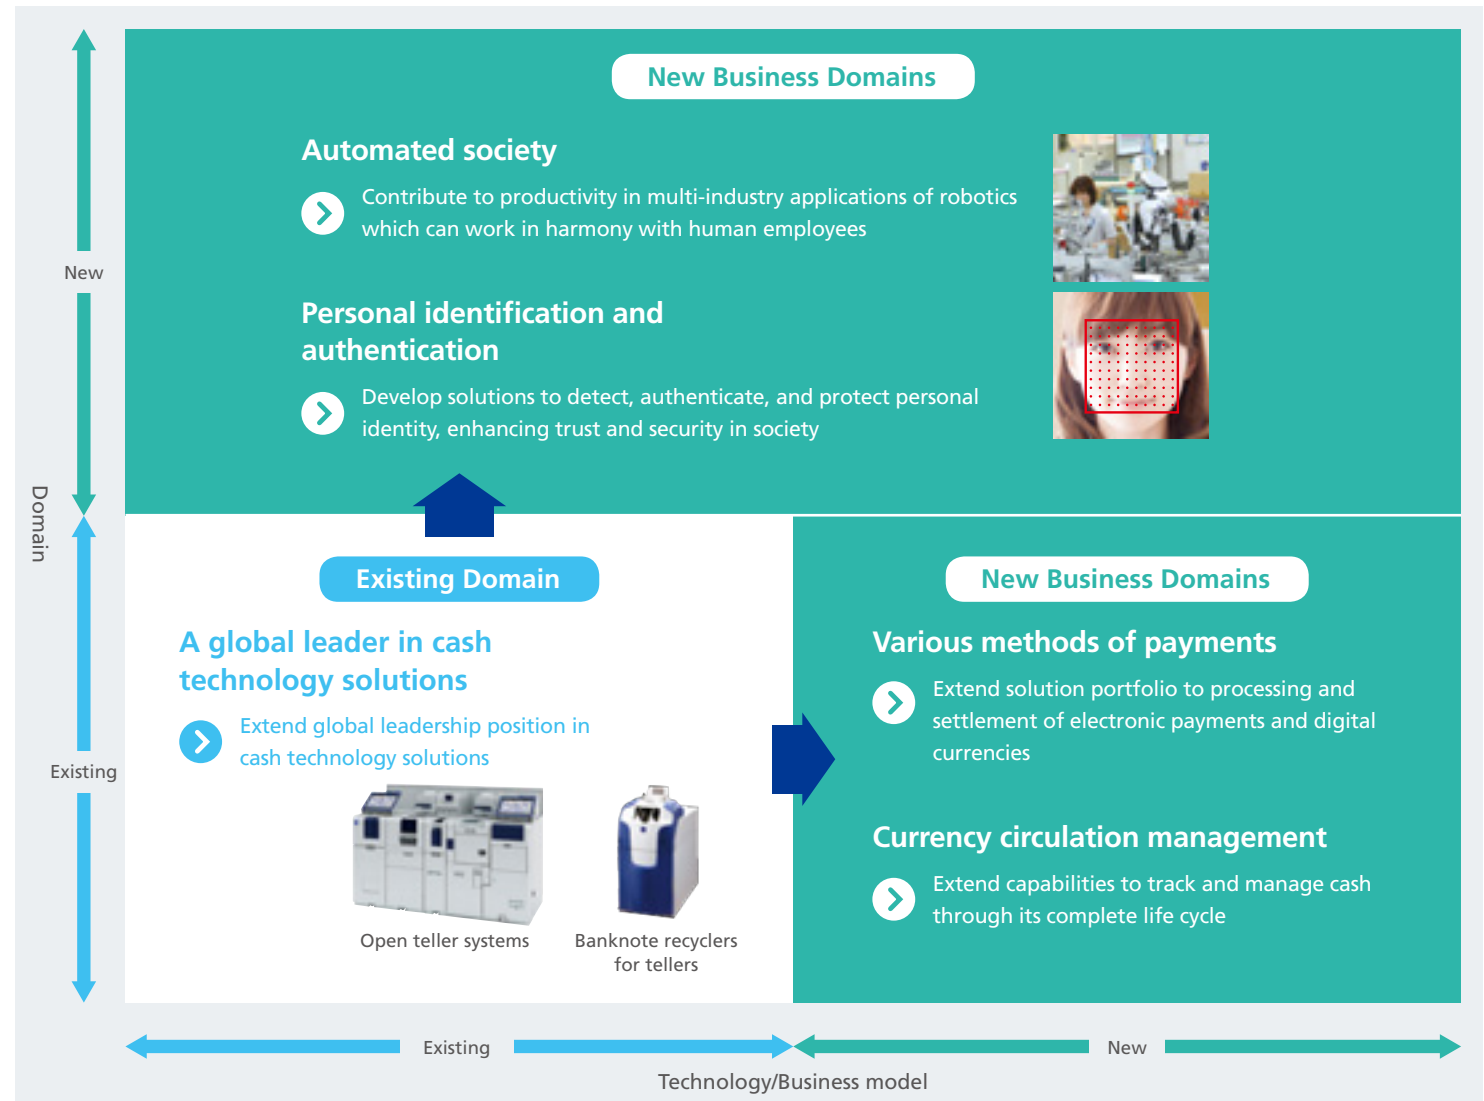 New Business Domains
Automated society
Contribute to productivity in multi-industry applications of robotics
which can work in harmony with human employees
Personal identification and
authentication
Develop solutions to detect, authenticate, and protect personal
identity, enhancing trust and security in society
New
Domain
Existing
Existing Domain
A global leader in cash
technology solutions
Extend global leadership position in
cash technology solutions
Open teller systems
Banknote recyclers
for tellers
New Business Domains
Various methods of payments
Extend solution portfolio to processing and
settlement of electronic payments and digital
currencies
Currency circulation management
Extend capabilities to track and manage cash
through its complete life cycle
Existing
New
Technology/Business model